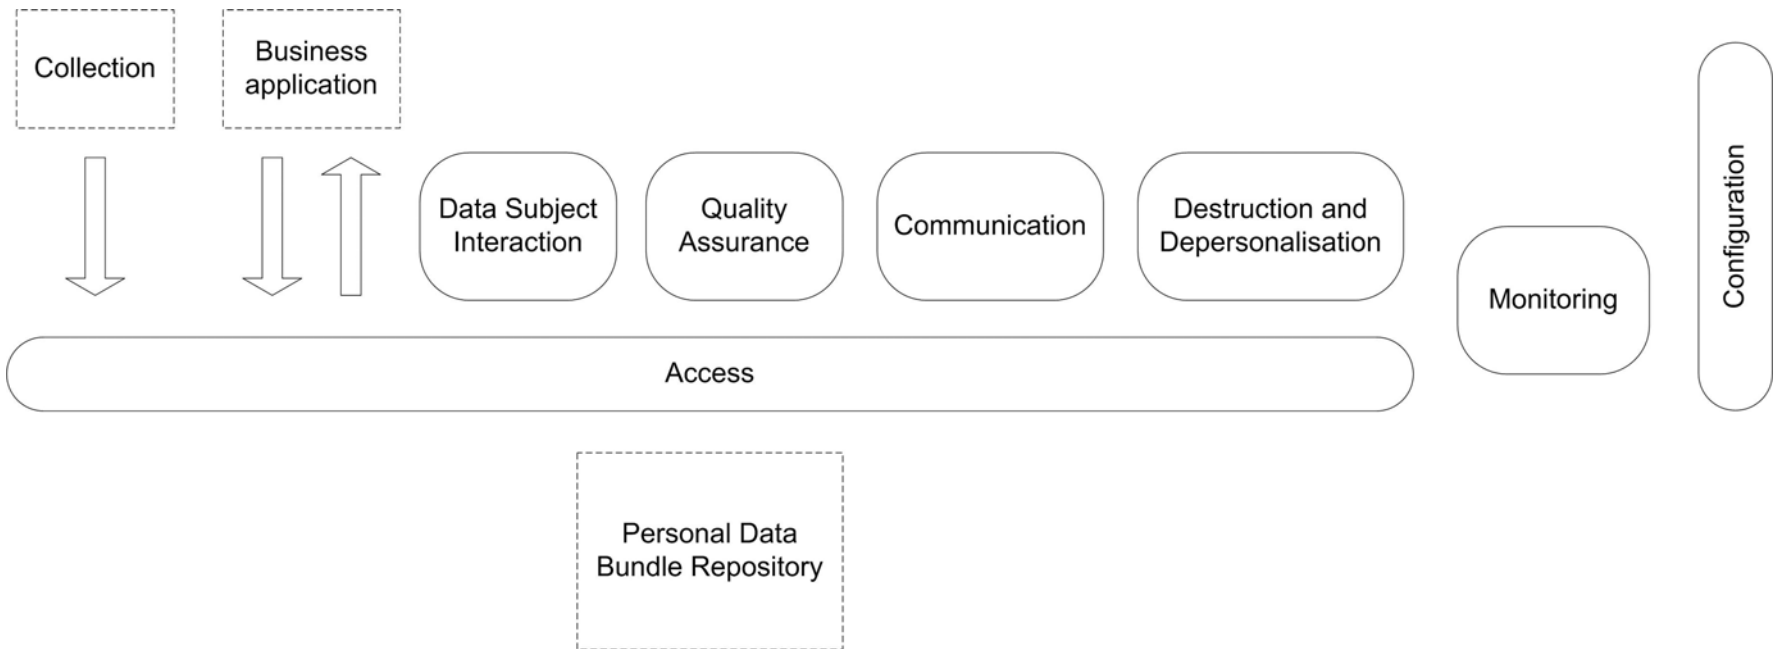 Collection
Business
application
Data Subject
Interaction
Quality
Assurance
Communication
Destruction and
Depersonalisation
Monitoring
Configuration
Access
Personal Data
Bundle Repository